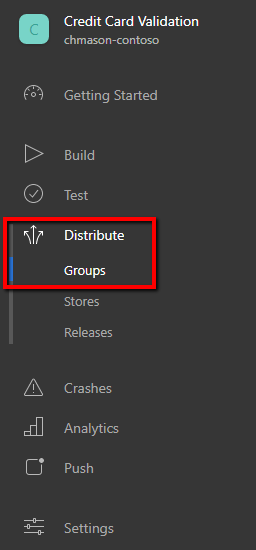 C
Credit Card Validation
chmason-contoso
Getting Started
Build
Test
Distribute
Groups
Stores
Releases
Crashes
Analytics
Push
Settings